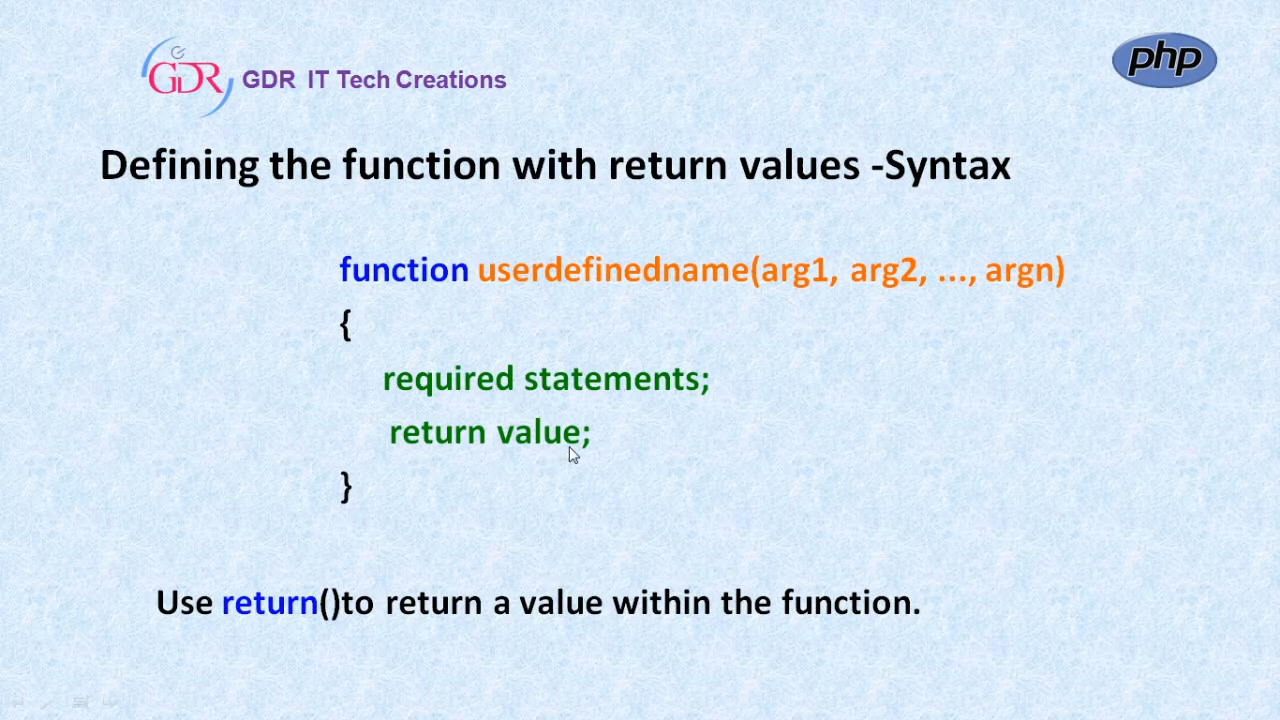 GDR GDR IT Tech Creations php
Defining the function with return values -Syntax
function userdefinedname(arg1, arg2, ..., argn)
{
required statements;
return value;
}
Use return()to return a value within the function.